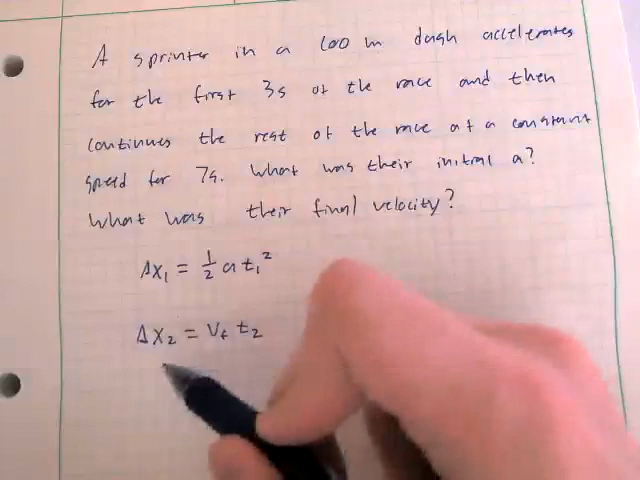 A sprinter in a 100 m dash accelerates
for the first 3s of the race and then
continues the rest of the race at a constant
speed for 7s. What was their initial a?
What was their final velocity?
Δx₁ = 1/2 a t₁²
Δx₂ = Vf t₂